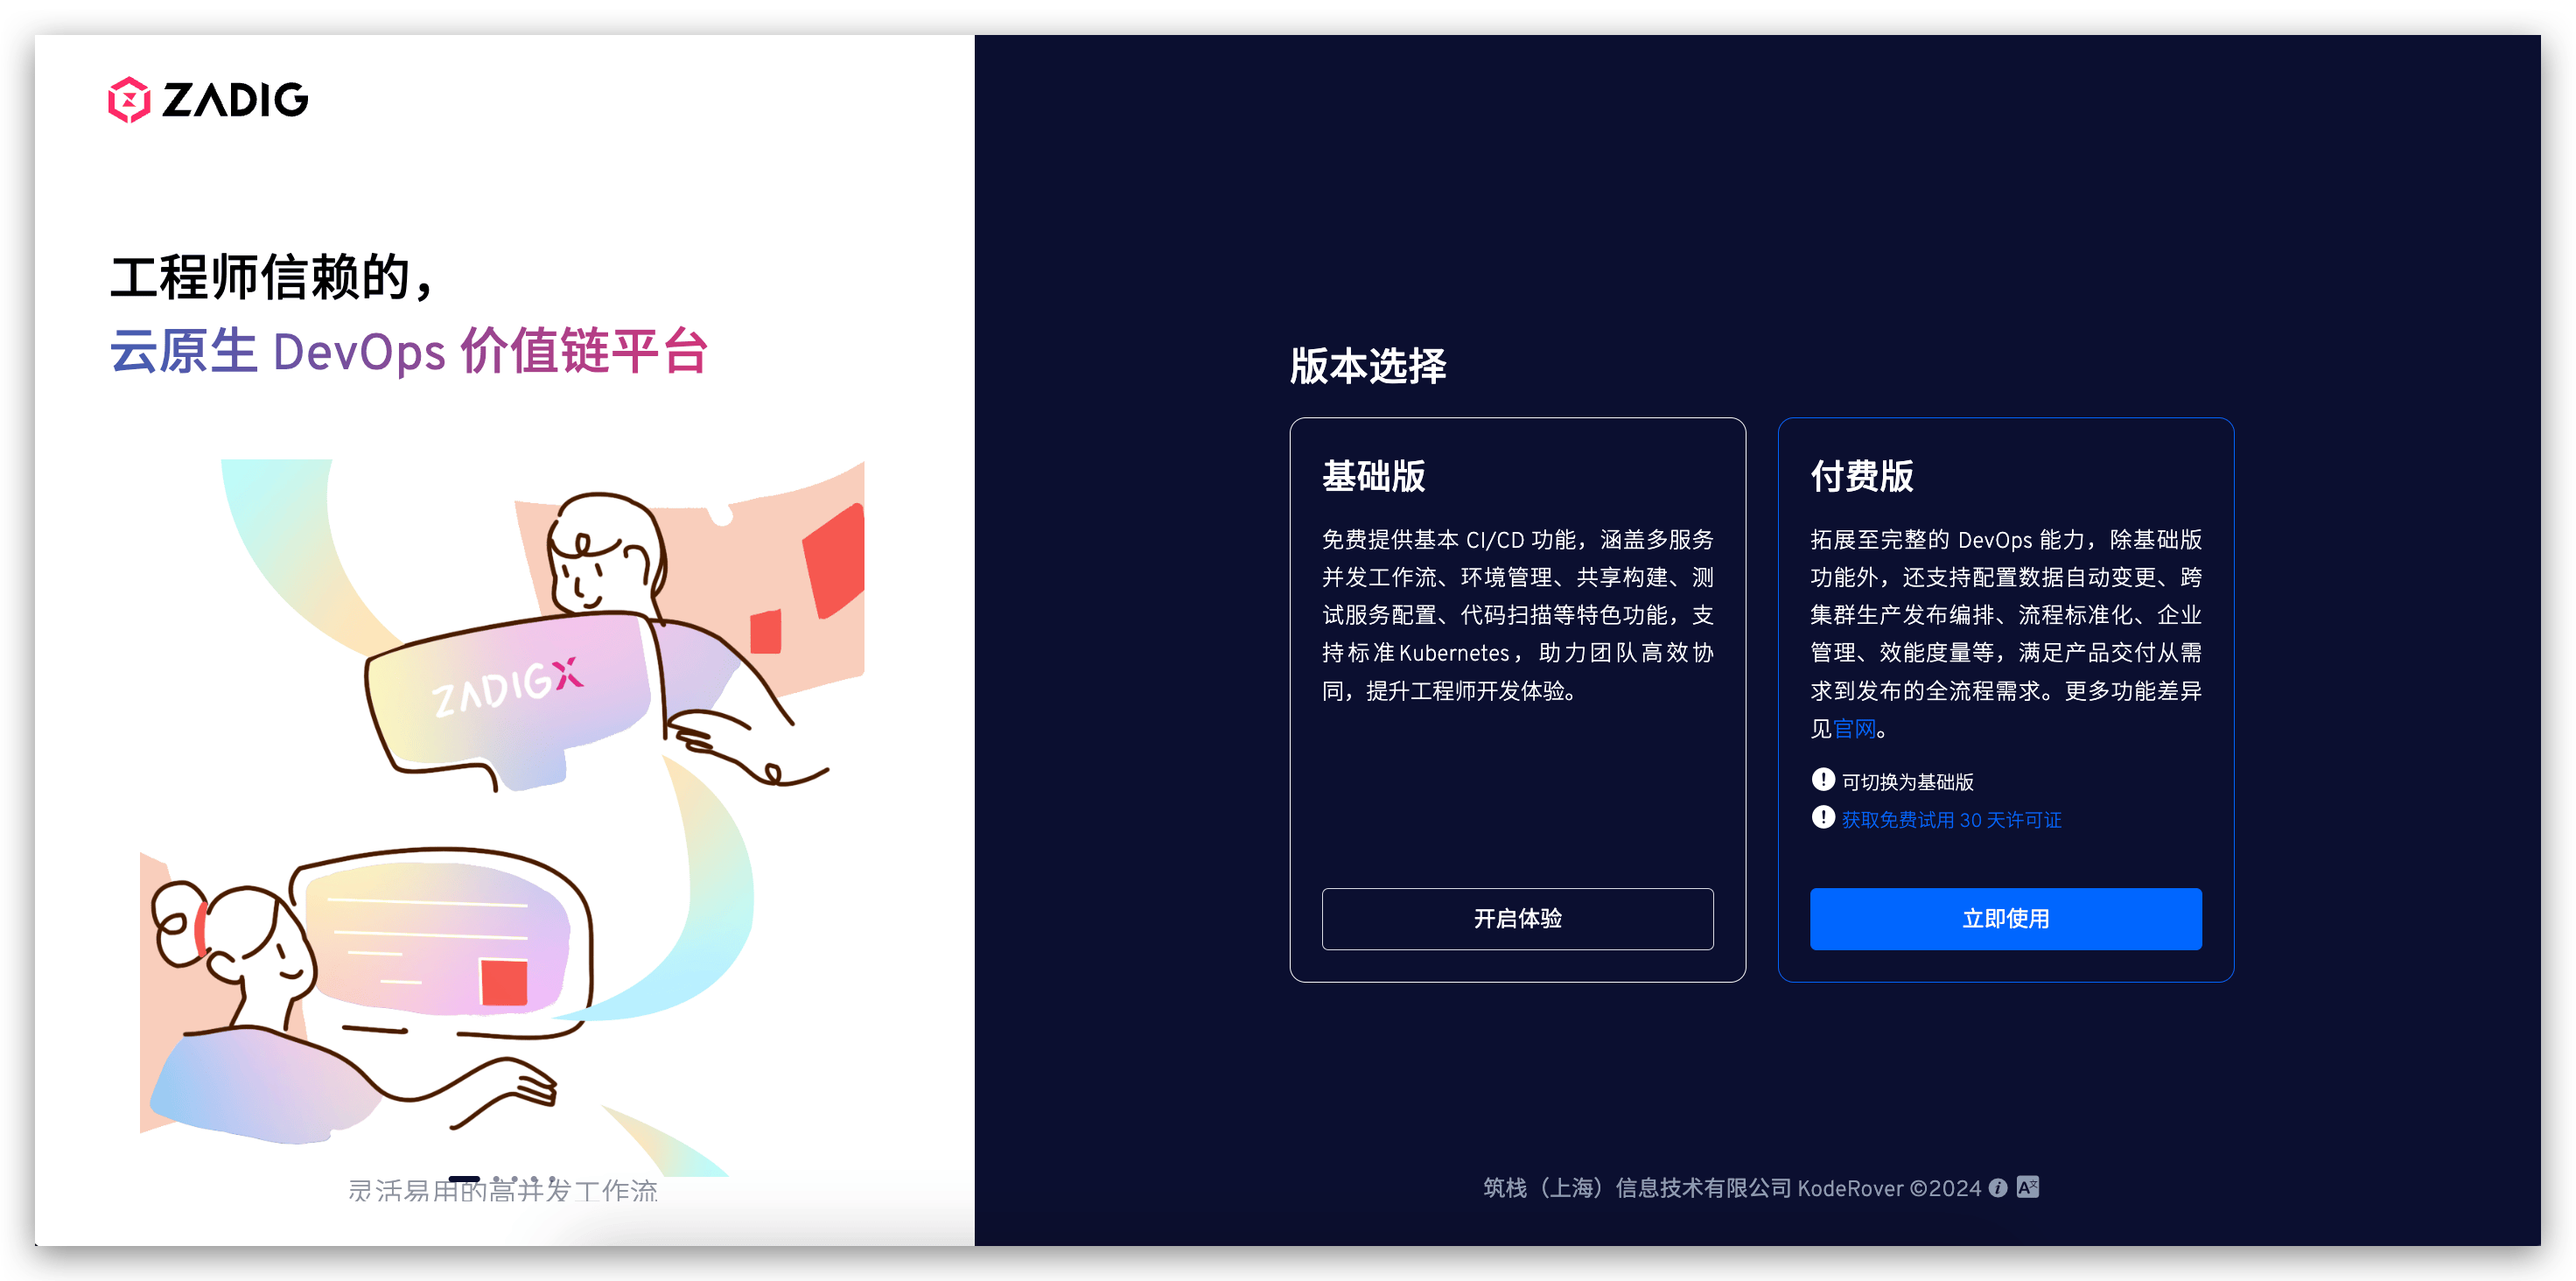 ZADIG
工程师信赖的，
云原生 DevOps 价值链平台
ZADIGX
灵活易用的高并发工作流
版本选择
基础版
免费提供基本 CI/CD 功能，涵盖多服务
并发工作流、环境管理、共享构建、测
试服务配置、代码扫描等特色功能，支
持标准Kubernetes，助力团队高效协
同，提升工程师开发体验。
开启体验
付费版
拓展至完整的 DevOps 能力，除基础版
功能外，还支持配置数据自动变更、跨
集群生产发布编排、流程标准化、企业
管理、效能度量等，满足产品交付从需
求到发布的全流程需求。更多功能差异
见官网。
可切换为基础版
获取免费试用 30 天许可证
立即使用
筑栈（上海）信息技术有限公司 KodeRover ©2024